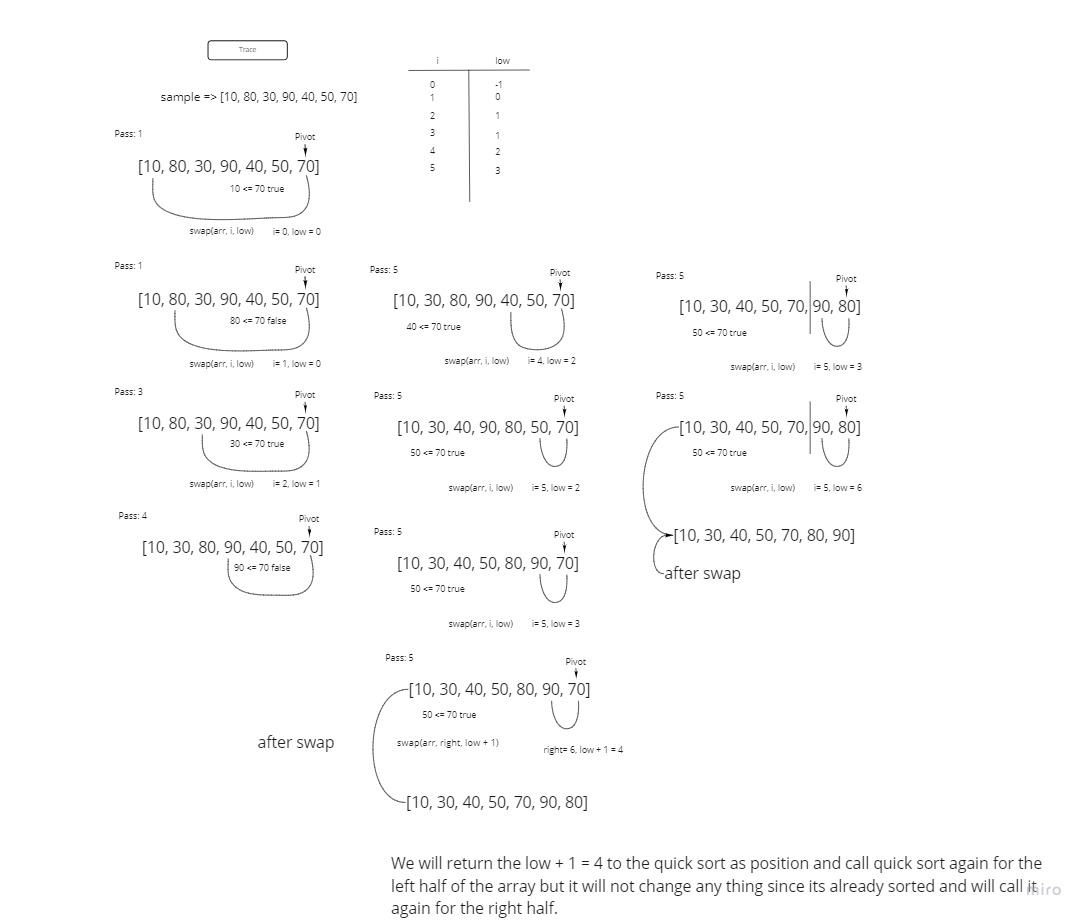 Trace
i low
0 -1
1 0
2 1
3 1
4 2
5 3
sample => [10, 80, 30, 90, 40, 50, 70]
Pass: 1
Pivot
[10, 80, 30, 90, 40, 50, 70]
10 <= 70 true
swap(arr, i, low) i= 0, low = 0
Pass: 1
Pivot
[10, 80, 30, 90, 40, 50, 70]
80 <= 70 false
swap(arr, i, low) i= 1, low = 0
Pass: 3
Pivot
[10, 80, 30, 90, 40, 50, 70]
30 <= 70 true
swap(arr, i, low) i= 2, low = 1
Pass: 4
Pivot
[10, 30, 80, 90, 40, 50, 70]
90 <= 70 false
Pass: 5
Pivot
[10, 30, 80, 90, 40, 50, 70]
40 <= 70 true
swap(arr, i, low) i= 4, low = 2
Pass: 5
Pivot
[10, 30, 40, 90, 80, 50, 70]
50 <= 70 true
swap(arr, i, low) i= 5, low = 2
Pass: 5
Pivot
[10, 30, 40, 50, 80, 90, 70]
50 <= 70 true
swap(arr, i, low) i= 5, low = 3
Pass: 5
Pivot
[10, 30, 40, 50, 80, 90, 70]
50 <= 70 true
swap(arr, right, low + 1) right= 6, low + 1 = 4
after swap
[10, 30, 40, 50, 70, 90, 80]
Pass: 5
Pivot
[10, 30, 40, 50, 70, 90, 80]
50 <= 70 true
swap(arr, i, low) i= 5, low = 3
Pass: 5
Pivot
[10, 30, 40, 50, 70, 90, 80]
50 <= 70 true
swap(arr, i, low) i= 5, low = 6
[10, 30, 40, 50, 70, 80, 90]
after swap
We will return the low + 1 = 4 to the quick sort as position and call quick sort again for the
left half of the array but it will not change any thing since its already sorted and will call it
again for the right half.
miro